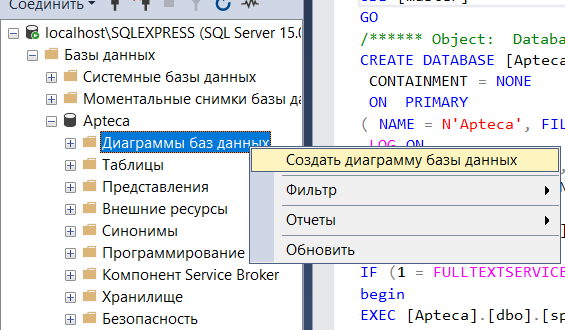 Соединить
localhost\SQLEXPRESS (SQL Server 15.0
Базы данных
Системные базы данных
Моментальные снимки базы да
Apteca
Диаграммы баз данных
Таблицы
Представления
Внешние ресурсы
Синонимы
Программирование
Компонент Service Broker
Хранилище
Безопасность
Создать диаграмму базы данных
Фильтр
Отчеты
Обновить
GO
/****** Object:  Databa
CREATE DATABASE [Apteca
CONTAINMENT = NONE
ON  PRIMARY
( NAME = N'Apteca', FIL
LOG ON
IF (1 = FULLTEXTSERVICE
begin
EXEC [Apteca].[dbo].[sp